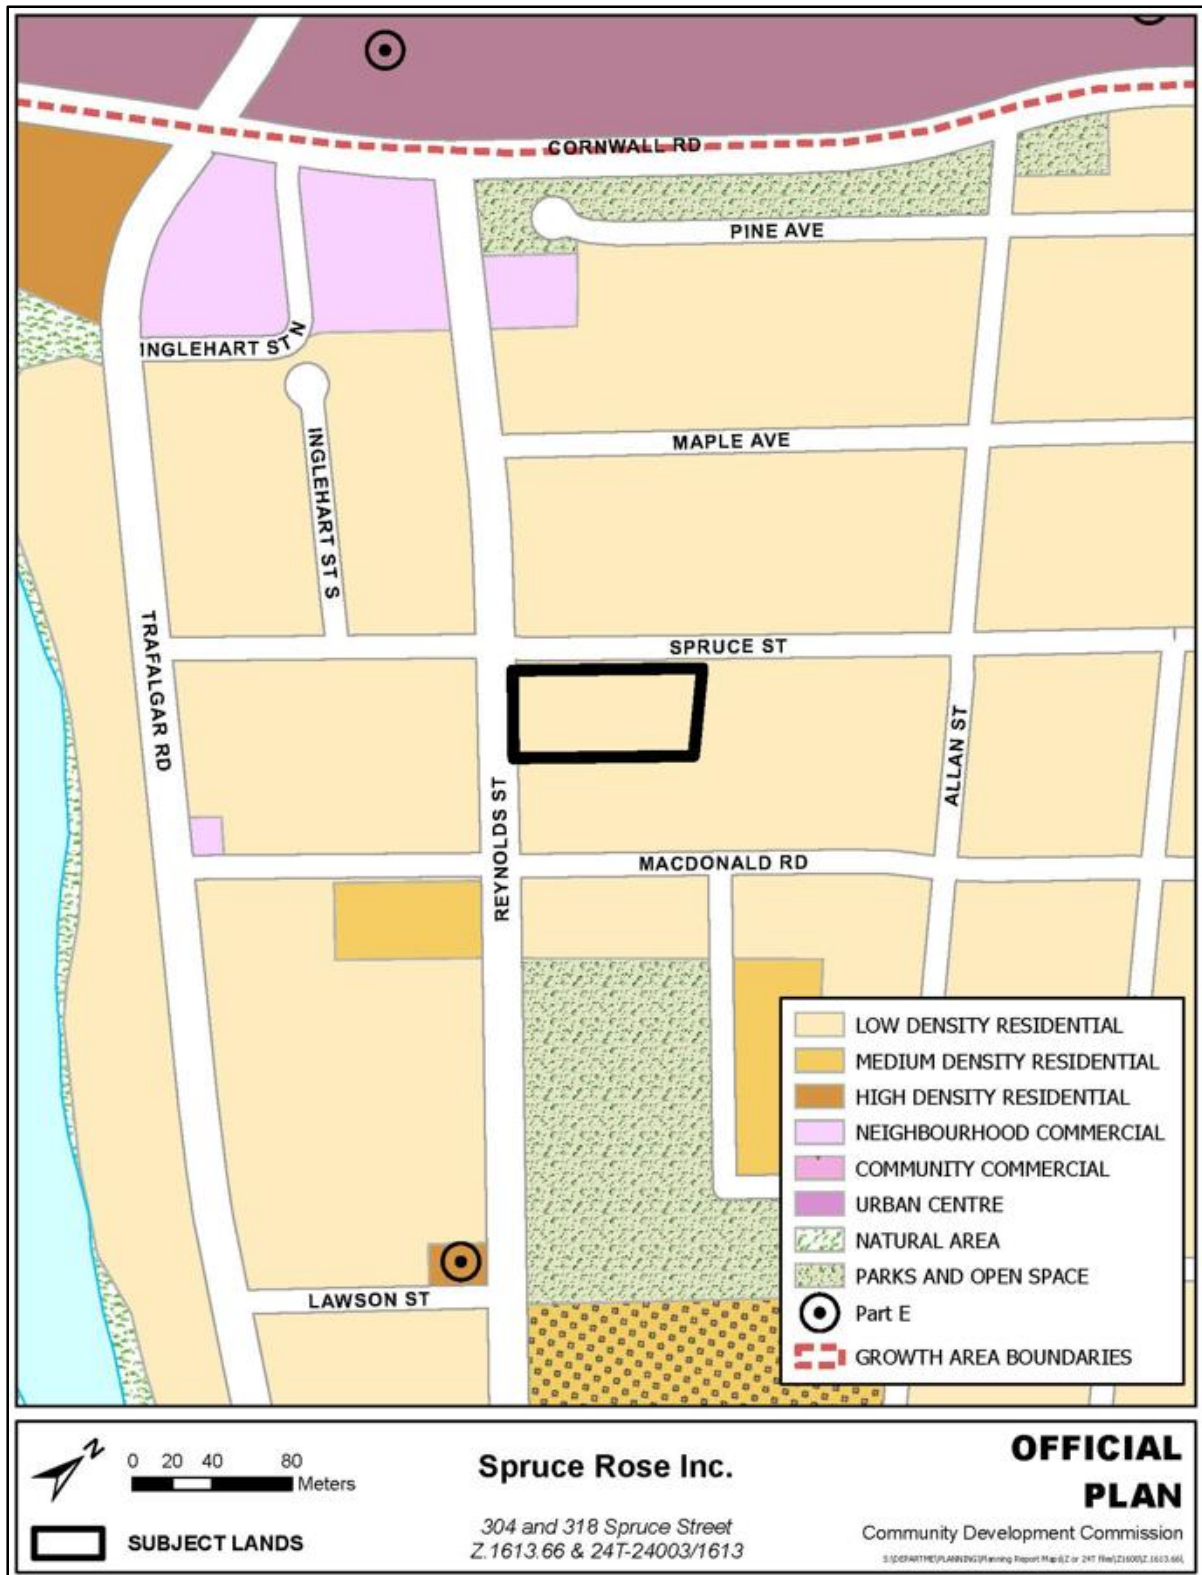 CORNWALL RD
PINE AVE
INGLEHART ST N
MAPLE AVE
INGLEHART ST S
TRAFALGAR RD
SPRUCE ST
ALLAN ST
REYNOLDS ST
MACDONALD RD
LAWSON ST
LOW DENSITY RESIDENTIAL
MEDIUM DENSITY RESIDENTIAL
HIGH DENSITY RESIDENTIAL
NEIGHBOURHOOD COMMERCIAL
COMMUNITY COMMERCIAL
URBAN CENTRE
NATURAL AREA
PARKS AND OPEN SPACE
Part E
GROWTH AREA BOUNDARIES
N
0 20 40 80
Meters
SUBJECT LANDS
Spruce Rose Inc.
304 and 318 Spruce Street
Z.1613.66 & 24T-24003/1613
OFFICIAL
PLAN
Community Development Commission